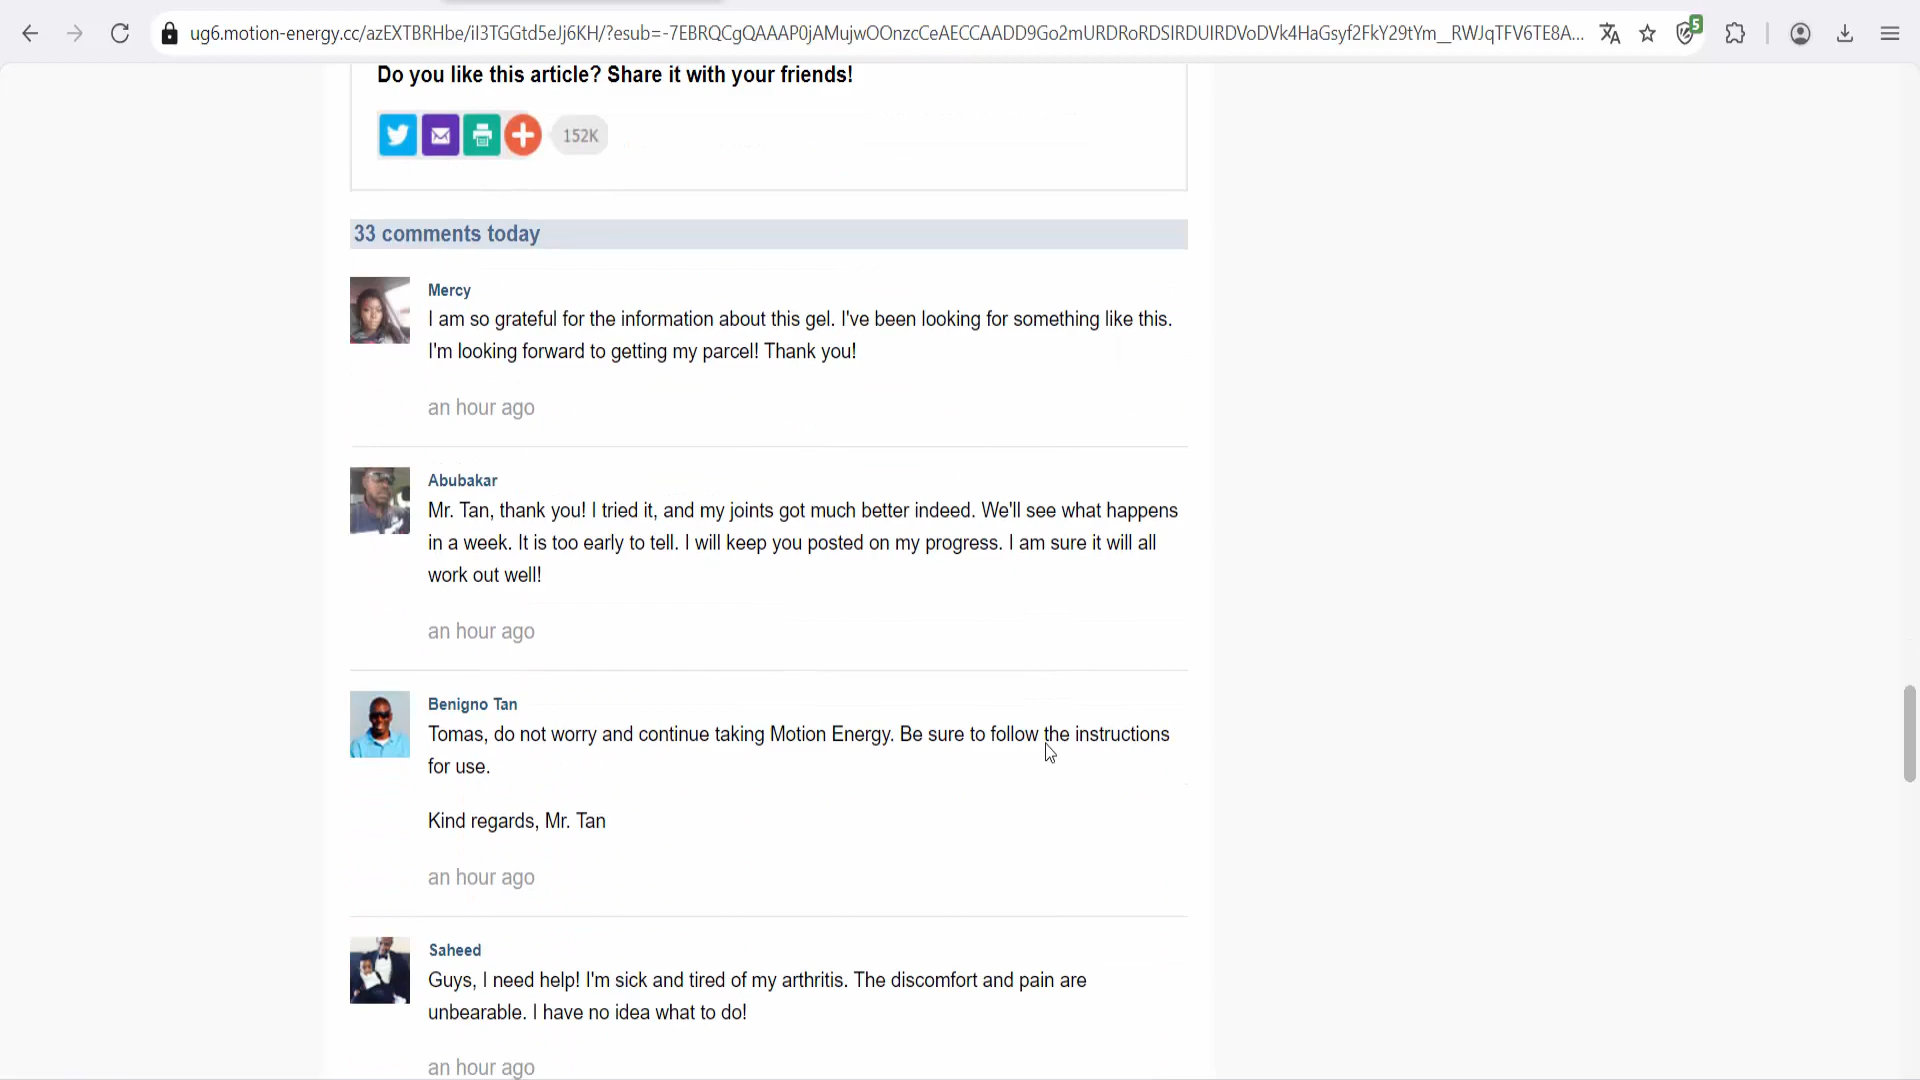 ug6.motion-energy.cc/azEXTBRHbe/iI3TGGtd5eJj6KH/?esub=-7EBRQCgQAAAP0jAMujwOOnzcCeAECCAADD9Go2mURDRoRDSIRDUIRDVoDVk4HaGsyf2FkY29tYm__RWJqTFV6TE8A...
5
Do you like this article? Share it with your friends!
152K
33 comments today
Mercy
I am so grateful for the information about this gel. I've been looking for something like this.
I'm looking forward to getting my parcel! Thank you!
an hour ago
Abubakar
Mr. Tan, thank you! I tried it, and my joints got much better indeed. We'll see what happens
in a week. It is too early to tell. I will keep you posted on my progress. I am sure it will all
work out well!
an hour ago
Benigno Tan
Tomas, do not worry and continue taking Motion Energy. Be sure to follow the instructions
for use.
Kind regards, Mr. Tan
an hour ago
Saheed
Guys, I need help! I'm sick and tired of my arthritis. The discomfort and pain are
unbearable. I have no idea what to do!
an hour ago